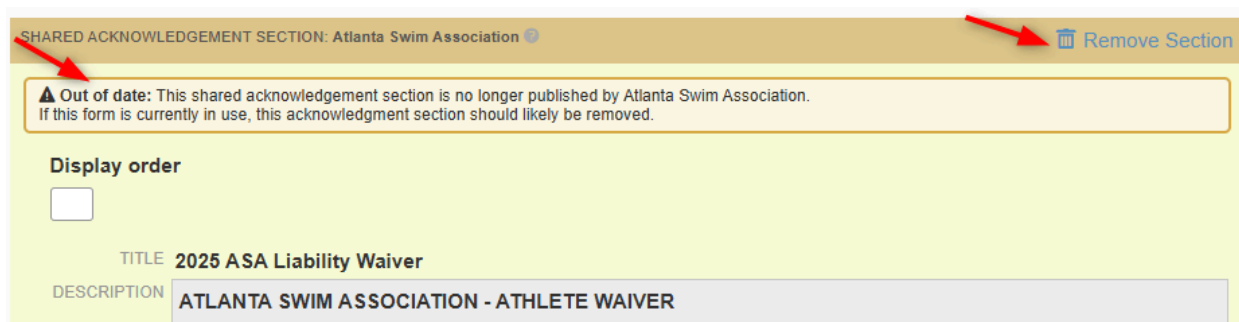 SHARED ACKNOWLEDGEMENT SECTION: Atlanta Swim Association
Remove Section
Out of date: This shared acknowledgement section is no longer published by Atlanta Swim Association.
If this form is currently in use, this acknowledgment section should likely be removed.
Display order
TITLE 2025 ASA Liability Waiver
DESCRIPTION ATLANTA SWIM ASSOCIATION - ATHLETE WAIVER